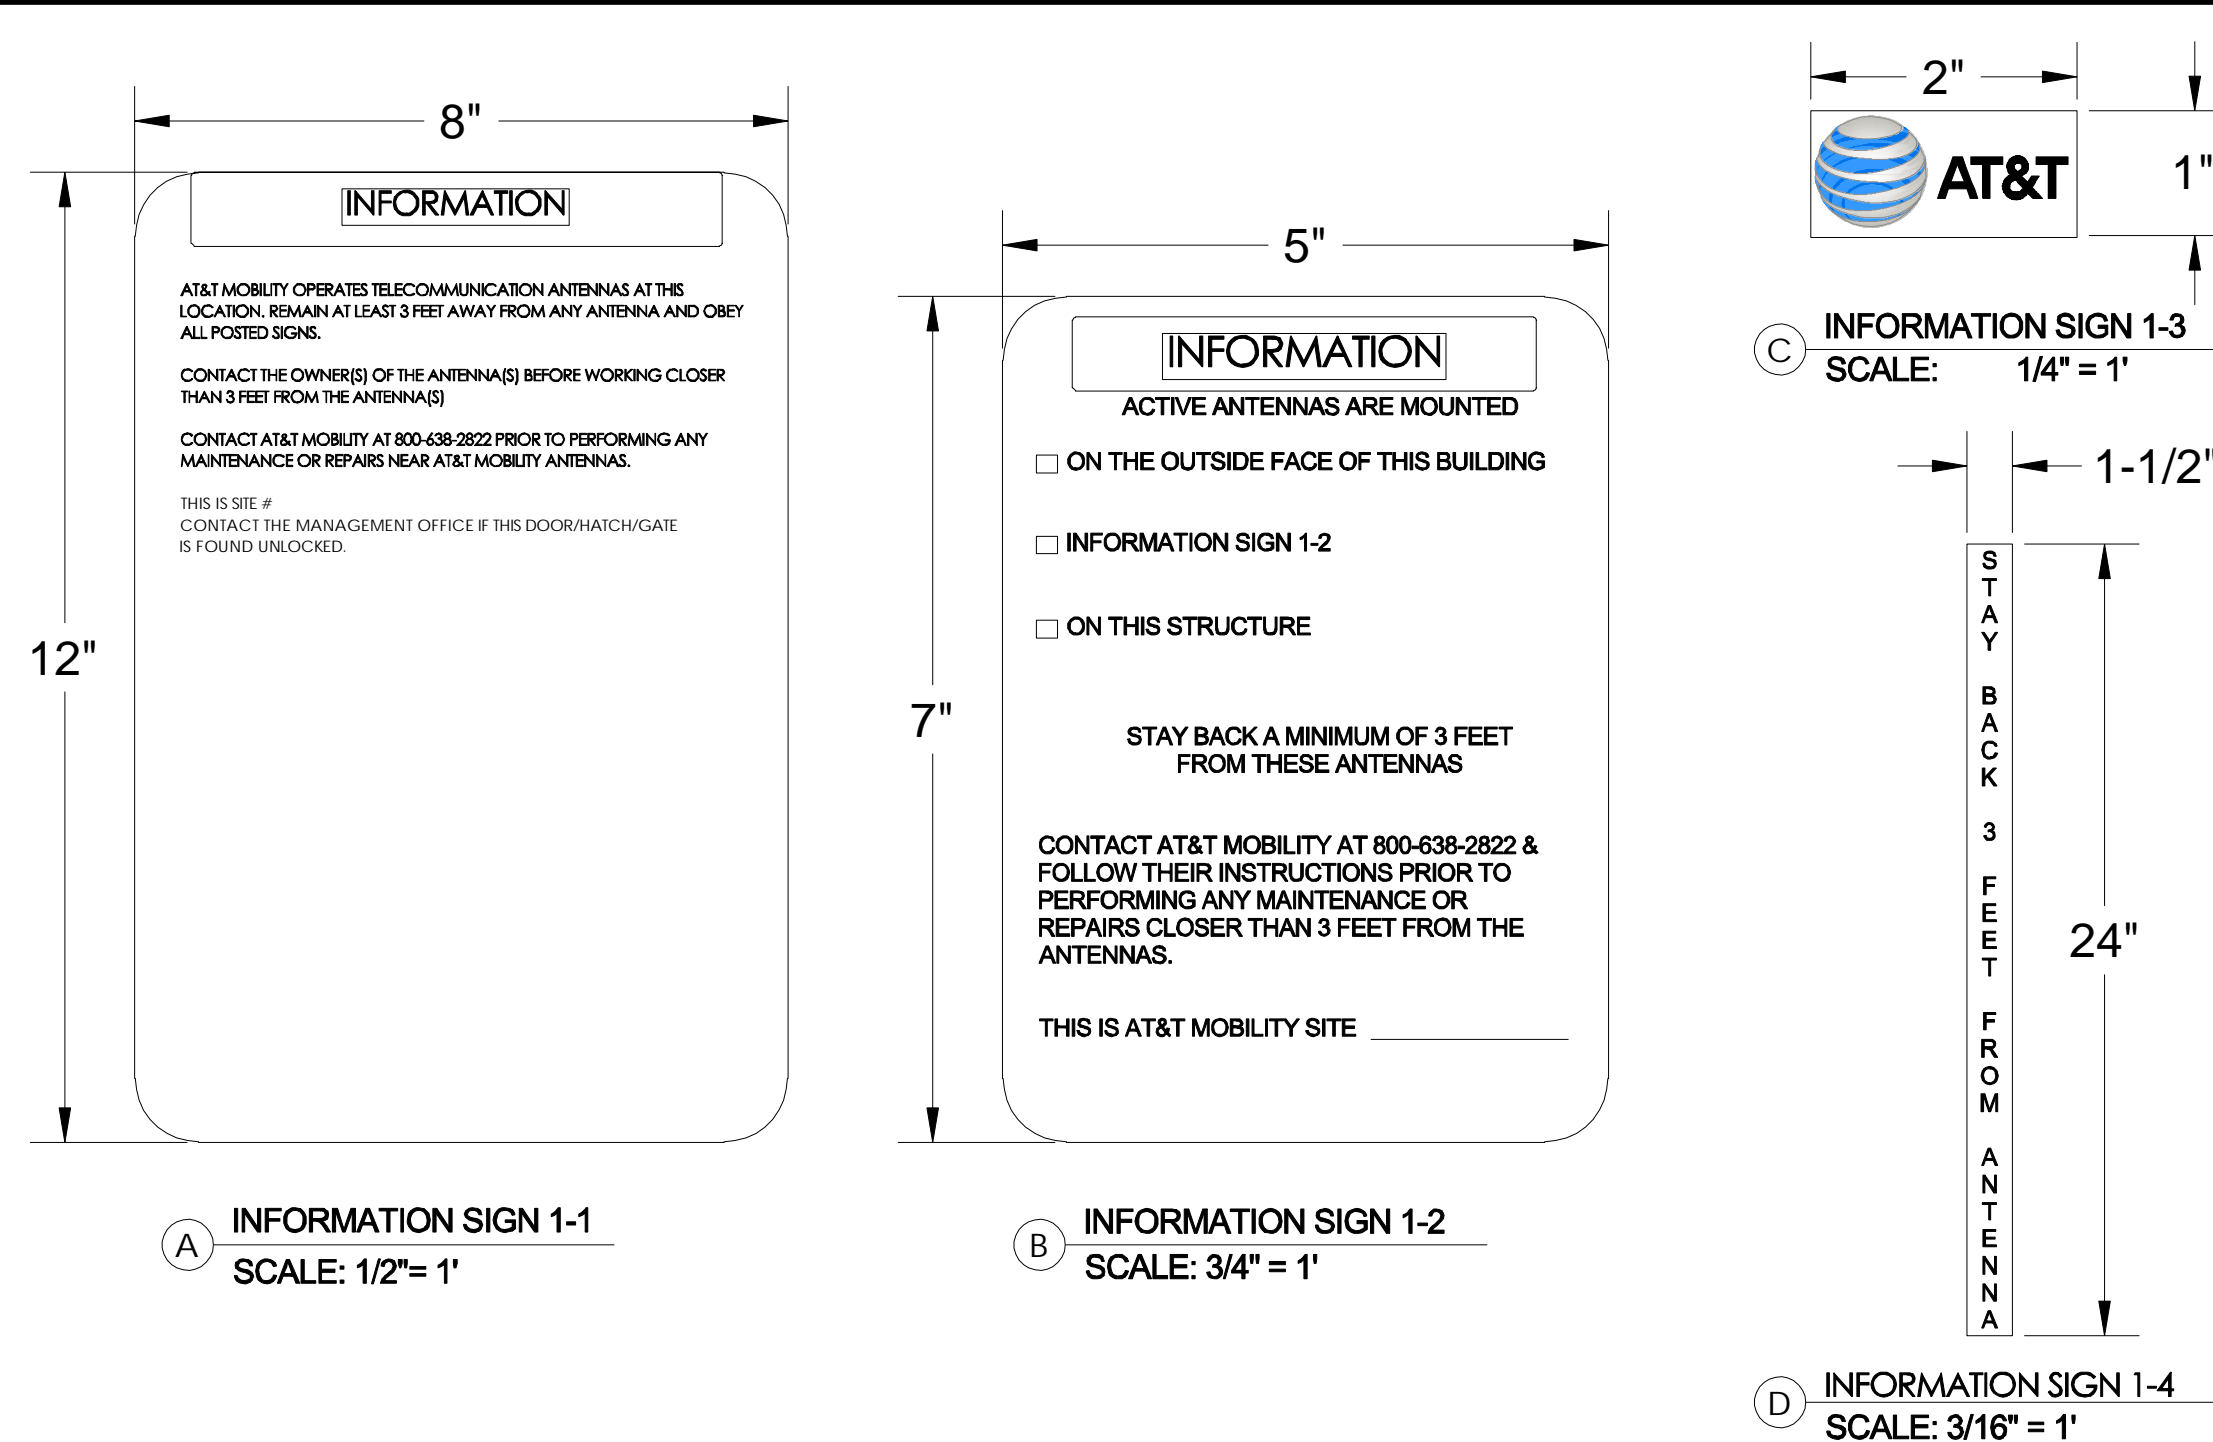 8"
12"
INFORMATION
AT&T MOBILITY OPERATES TELECOMMUNICATION ANTENNAS AT THIS
LOCATION. REMAIN AT LEAST 3 FEET AWAY FROM ANY ANTENNA AND OBEY
ALL POSTED SIGNS.
CONTACT THE OWNER(S) OF THE ANTENNA(S) BEFORE WORKING CLOSER
THAN 3 FEET FROM THE ANTENNA(S)
CONTACT AT&T MOBILITY AT 800-638-2822 PRIOR TO PERFORMING ANY
MAINTENANCE OR REPAIRS NEAR AT&T MOBILITY ANTENNAS.
THIS IS SITE #
CONTACT THE MANAGEMENT OFFICE IF THIS DOOR/HATCH/GATE
IS FOUND UNLOCKED.
A
INFORMATION SIGN 1-1
SCALE: 1/2"= 1'
5"
7"
INFORMATION
ACTIVE ANTENNAS ARE MOUNTED
ON THE OUTSIDE FACE OF THIS BUILDING
INFORMATION SIGN 1-2
ON THIS STRUCTURE
STAY BACK A MINIMUM OF 3 FEET
FROM THESE ANTENNAS
CONTACT AT&T MOBILITY AT 800-638-2822 &
FOLLOW THEIR INSTRUCTIONS PRIOR TO
PERFORMING ANY MAINTENANCE OR
REPAIRS CLOSER THAN 3 FEET FROM THE
ANTENNAS.
THIS IS AT&T MOBILITY SITE
B
INFORMATION SIGN 1-2
SCALE: 3/4" = 1'
2"
AT&T
1"
C
INFORMATION SIGN 1-3
SCALE: 1/4" = 1'
1-1/2"
STAY BACK 3 FEET FROM ANTENNA
24"
D
INFORMATION SIGN 1-4
SCALE: 3/16" = 1'